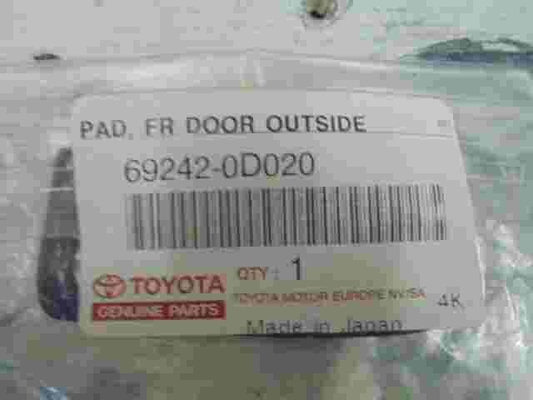 PAD, FR DOOR OUTSIDE
69242-0D020
TOYOTA
GENUINE PARTS
QTY : 1
TOYOTA MOTOR EUROPE NV/SA
4K
Made in Japan